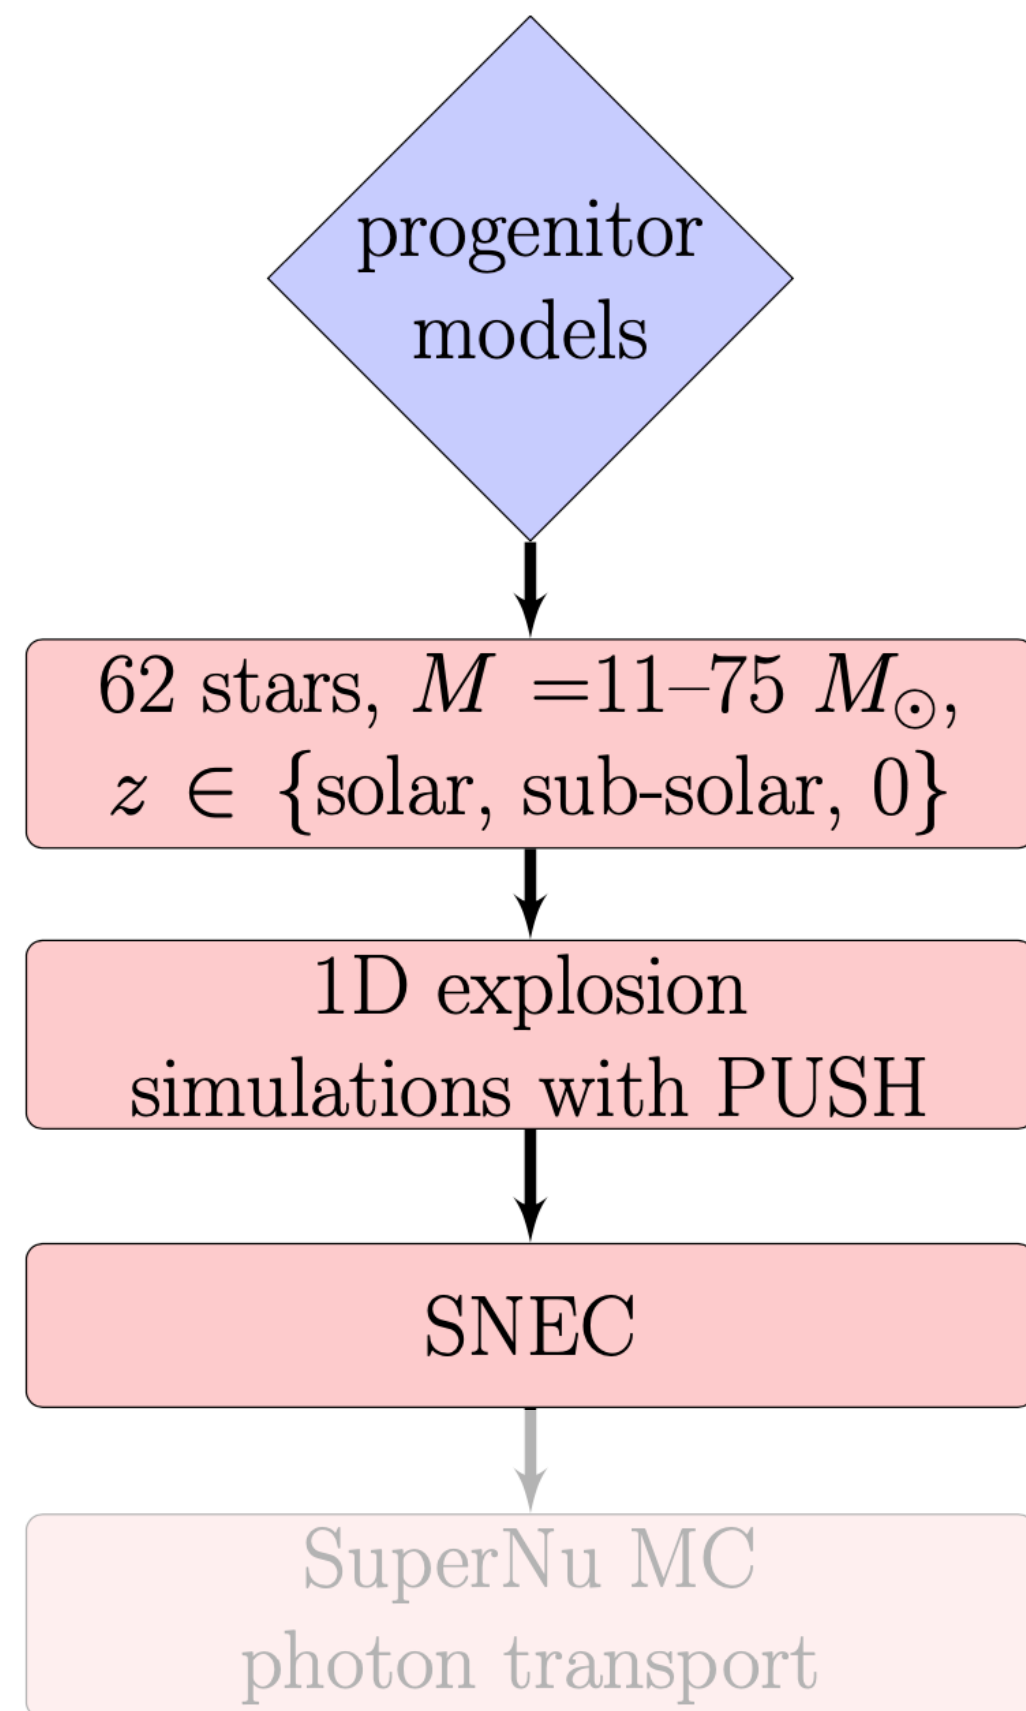 progenitor
models
62 stars, M =11–75 M⊙,
z ∈ {solar, sub-solar, 0}
1D explosion
simulations with PUSH
SNEC
SuperNu MC
photon transport